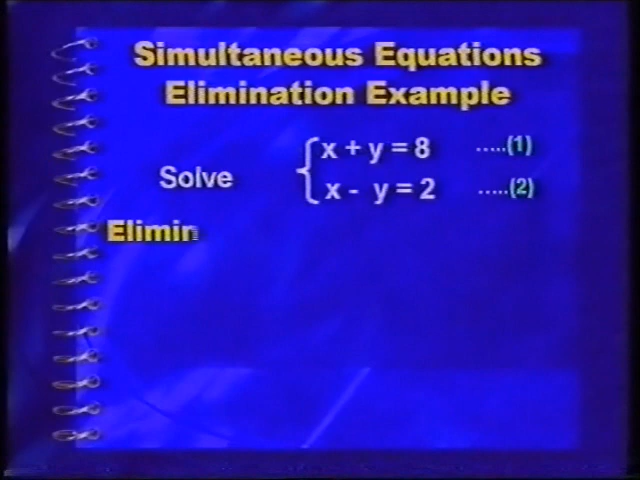 Simultaneous Equations
Elimination Example
x + y = 8 .....(1)
Solve
x - y = 2 .....(2)
Elimin